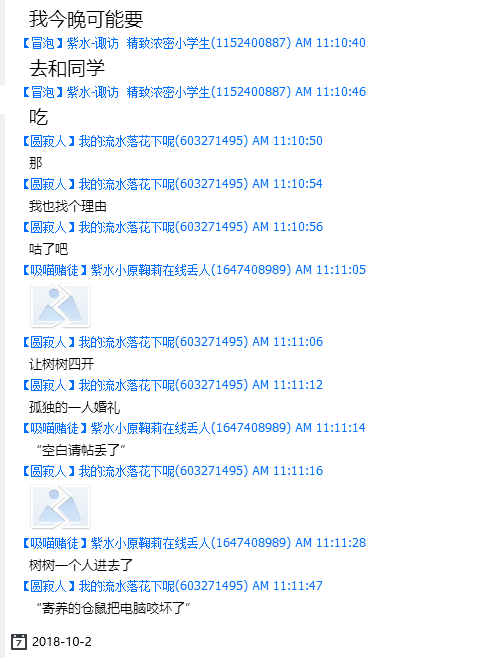 我今晚可能要
【冒泡】紫水-诹访  精致浓密小学生(1152400887) AM 11:10:40
去和同学
【冒泡】紫水-诹访  精致浓密小学生(1152400887) AM 11:10:46
吃
【圆寂人】我的流水落花下呢(603271495) AM 11:10:50
那
【圆寂人】我的流水落花下呢(603271495) AM 11:10:54
我也找个理由
【圆寂人】我的流水落花下呢(603271495) AM 11:10:56
咕了吧
【吸喵赌徒】紫水小原鞠莉在线丢人(1647408989) AM 11:11:05
【圆寂人】我的流水落花下呢(603271495) AM 11:11:06
让树树四开
【圆寂人】我的流水落花下呢(603271495) AM 11:11:12
孤独的一人婚礼
【吸喵赌徒】紫水小原鞠莉在线丢人(1647408989) AM 11:11:14
“空白请帖丢了”
【圆寂人】我的流水落花下呢(603271495) AM 11:11:16
【吸喵赌徒】紫水小原鞠莉在线丢人(1647408989) AM 11:11:28
树树一个人进去了
【圆寂人】我的流水落花下呢(603271495) AM 11:11:47
“寄养的仓鼠把电脑咬坏了”
7 2018-10-2